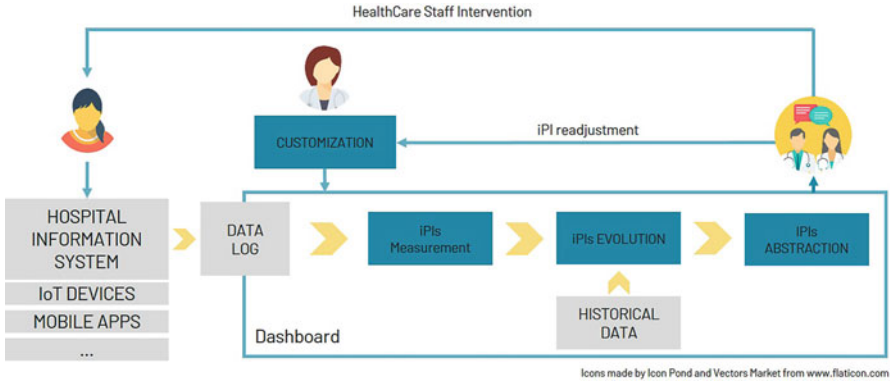 HealthCare Staff Intervention
iPI readjustment
CUSTOMIZATION
HOSPITAL
INFORMATION
SYSTEM
IoT DEVICES
MOBILE APPS
...
DATA
LOG
iPIs
Measurement
iPIs EVOLUTION
IPIs
ABSTRACTION
HISTORICAL
DATA
Dashboard
Icons made by Icon Pond and Vectors Market from www.flaticon.com